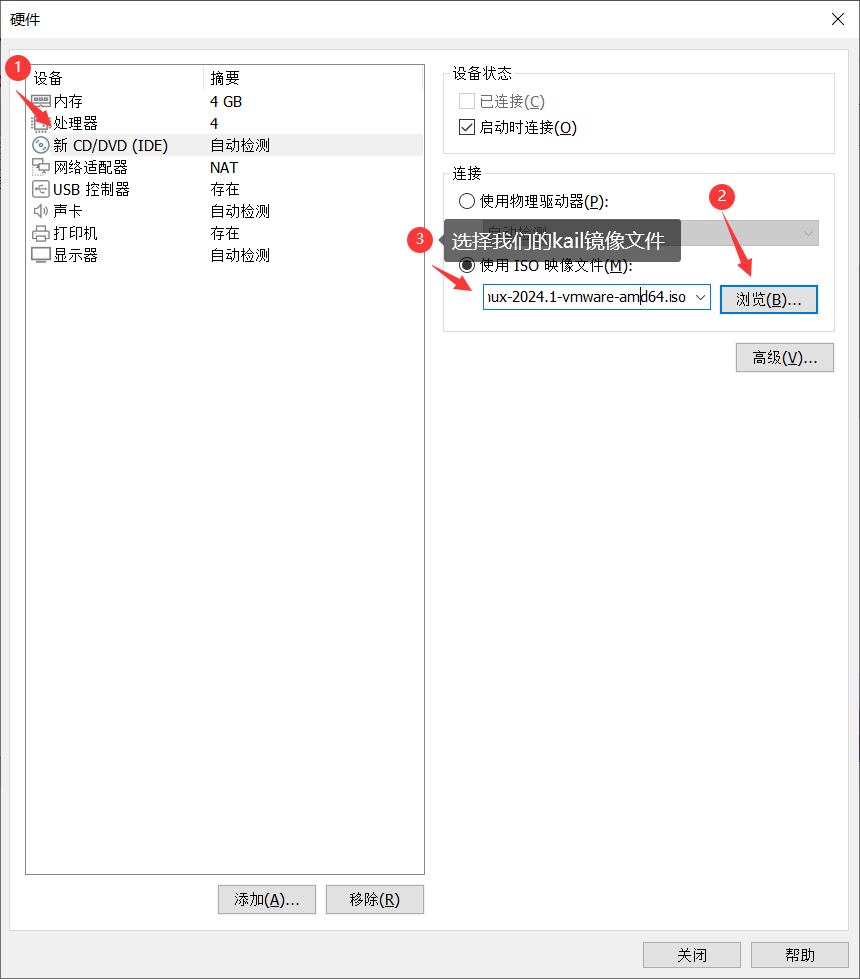 硬件
1
设备 摘要
内存 4 GB
处理器 4
新 CD/DVD (IDE) 自动检测
网络适配器 NAT
USB 控制器 存在
声卡 自动检测
打印机 存在
显示器 自动检测
添加(A)... 移除(R)
设备状态
已连接(C)
启动时连接(O)
连接
使用物理驱动器(P):
2
自动检测
3
选择我们的kail镜像文件
使用 ISO 映像文件(M):
ux-2024.1-vmware-amd64.iso
浏览(B)...
高级(V)...
关闭 帮助